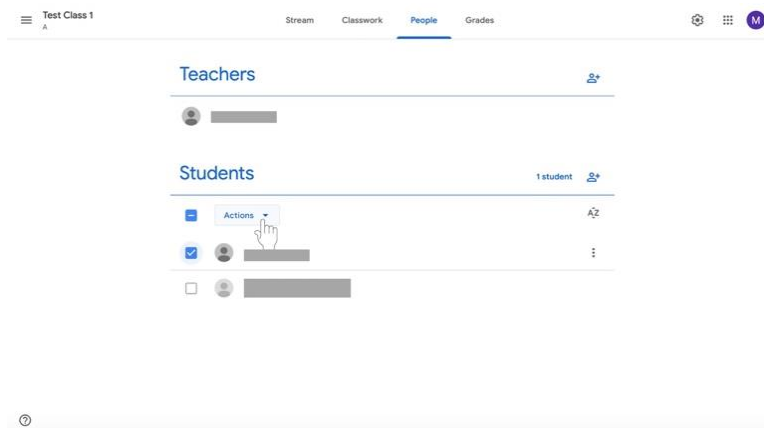 Test Class 1
A
Stream Classwork People Grades
M
Teachers
Students
1 student
Actions
AZ